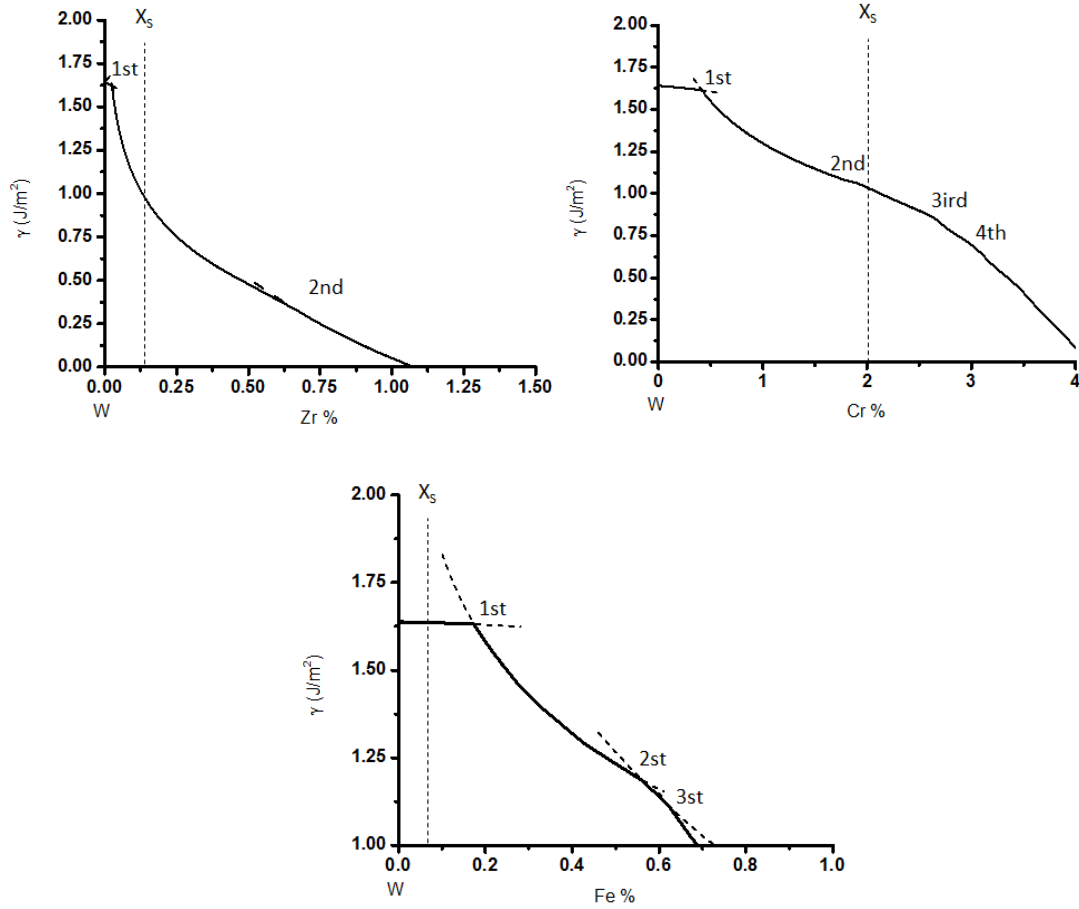 X_S
2.00
1st
1.75
1.50
1.25
1.00
0.75
0.50
0.25
0.00
2nd
γ (J/m²)
0.00 0.25 0.50 0.75 1.00 1.25 1.50
W
Zr %
X_S
2.00
1st
1.75
1.50
1.25
1.00
0.75
0.50
0.25
0.00
2nd
3ird
4th
γ (J/m²)
0 1 2 3 4
W
Cr %
X_S
2.00
1.75
1st
1.50
1.25
2st
3st
1.00
γ (J/m²)
0.0 0.2 0.4 0.6 0.8 1.0
W
Fe %